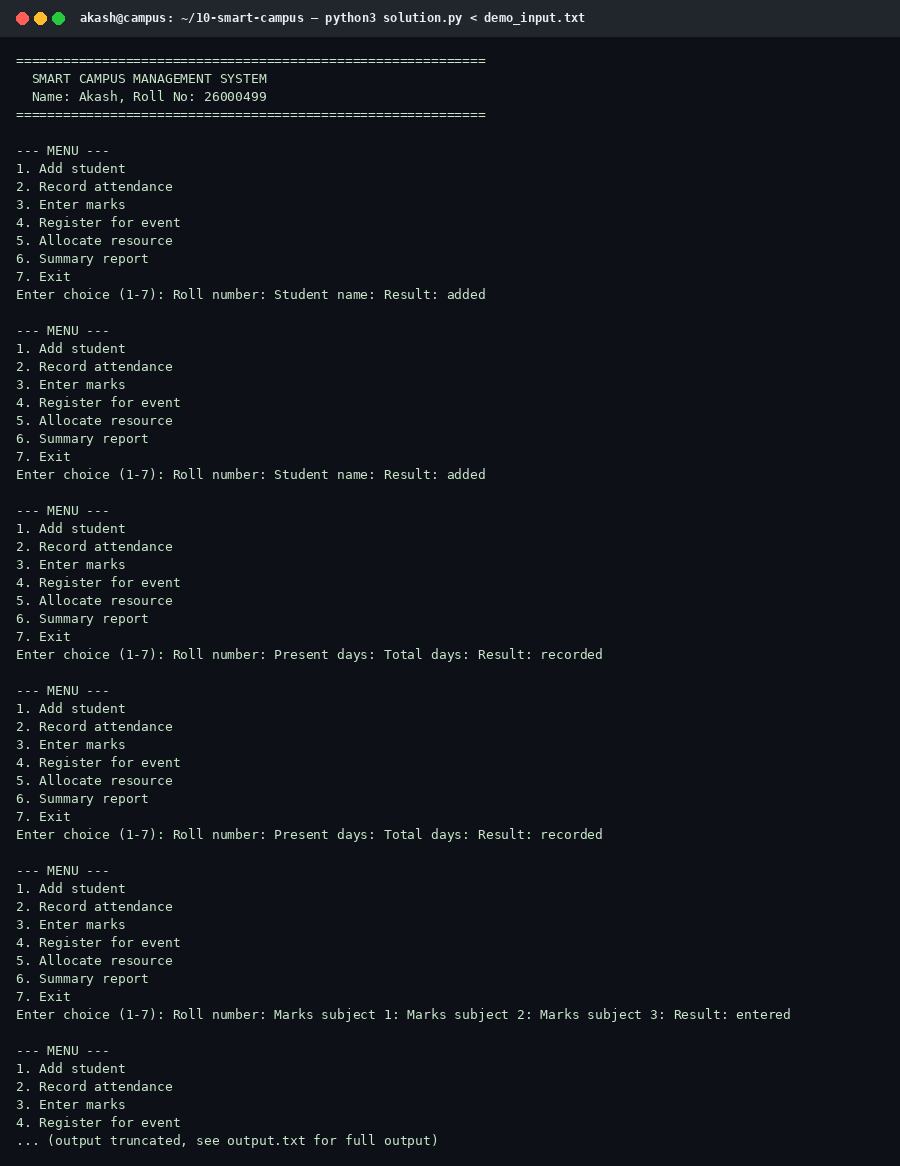 akash@campus: ~/10-smart-campus — python3 solution.py < demo_input.txt
============================================================
  SMART CAMPUS MANAGEMENT SYSTEM
  Name: Akash, Roll No: 26000499
============================================================

--- MENU ---
1. Add student
2. Record attendance
3. Enter marks
4. Register for event
5. Allocate resource
6. Summary report
7. Exit
Enter choice (1-7): Roll number: Student name: Result: added

--- MENU ---
1. Add student
2. Record attendance
3. Enter marks
4. Register for event
5. Allocate resource
6. Summary report
7. Exit
Enter choice (1-7): Roll number: Student name: Result: added

--- MENU ---
1. Add student
2. Record attendance
3. Enter marks
4. Register for event
5. Allocate resource
6. Summary report
7. Exit
Enter choice (1-7): Roll number: Present days: Total days: Result: recorded

--- MENU ---
1. Add student
2. Record attendance
3. Enter marks
4. Register for event
5. Allocate resource
6. Summary report
7. Exit
Enter choice (1-7): Roll number: Present days: Total days: Result: recorded

--- MENU ---
1. Add student
2. Record attendance
3. Enter marks
4. Register for event
5. Allocate resource
6. Summary report
7. Exit
Enter choice (1-7): Roll number: Marks subject 1: Marks subject 2: Marks subject 3: Result: entered

--- MENU ---
1. Add student
2. Record attendance
3. Enter marks
4. Register for event
... (output truncated, see output.txt for full output)